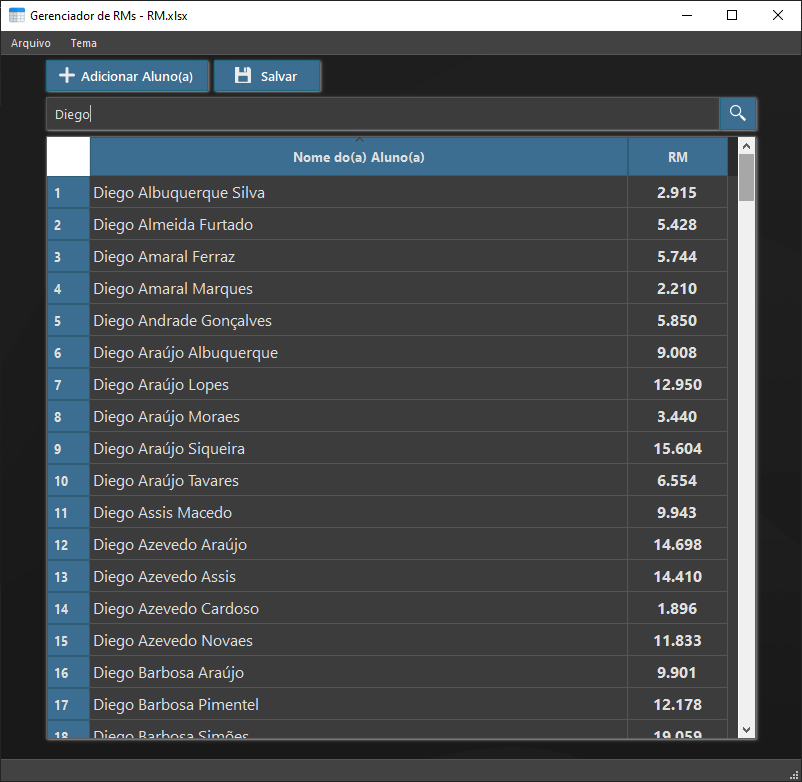 Gerenciador de RMs - RM.xlsx
Arquivo Tema
Adicionar Aluno(a) Salvar
Diego
Nome do(a) Aluno(a) RM
1 Diego Albuquerque Silva 2.915
2 Diego Almeida Furtado 5.428
3 Diego Amaral Ferraz 5.744
4 Diego Amaral Marques 2.210
5 Diego Andrade Gonçalves 5.850
6 Diego Araújo Albuquerque 9.008
7 Diego Araújo Lopes 12.950
8 Diego Araújo Moraes 3.440
9 Diego Araújo Siqueira 15.604
10 Diego Araújo Tavares 6.554
11 Diego Assis Macedo 9.943
12 Diego Azevedo Araújo 14.698
13 Diego Azevedo Assis 14.410
14 Diego Azevedo Cardoso 1.896
15 Diego Azevedo Novaes 11.833
16 Diego Barbosa Araújo 9.901
17 Diego Barbosa Pimentel 12.178
18 Diego Barbosa Simões 19.059